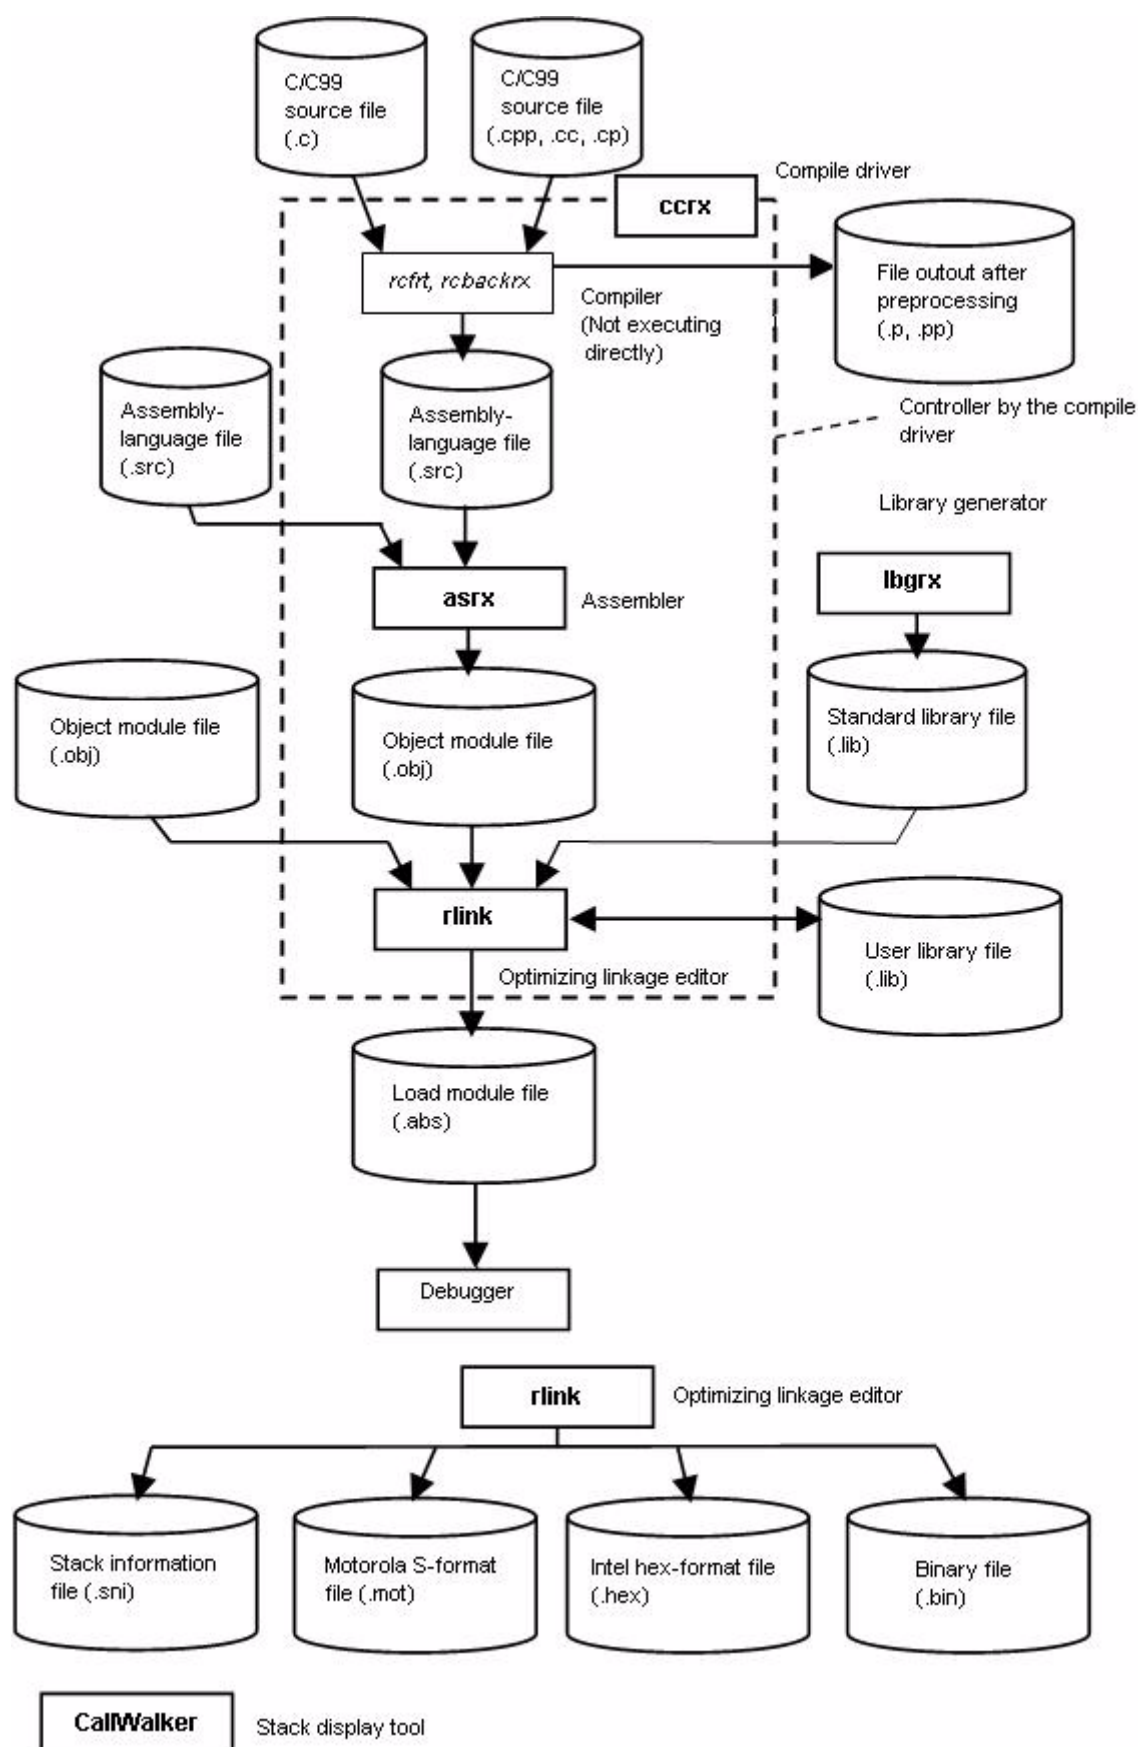 C/C99
source file
(.c)
C/C99
source file
(.cpp, .cc, .cp)
Compile driver
ccrx
rcfrt, rcbackrx
Compiler
(Not executing
directly)
File outout after
preprocessing
(.p, .pp)
Assembly-
language file
(.src)
Assembly-
language file
(.src)
Controller by the compile
driver
Library generator
asrx
Assembler
lbgrx
Object module file
(.obj)
Object module file
(.obj)
Standard library file
(.lib)
rlink
Optimizing linkage editor
User library file
(.lib)
Load module file
(.abs)
Debugger
rlink
Optimizing linkage editor
Stack information
file (.sni)
Motorola S-format
file (.mot)
Intel hex-format file
(.hex)
Binary file
(.bin)
CallWalker
Stack display tool